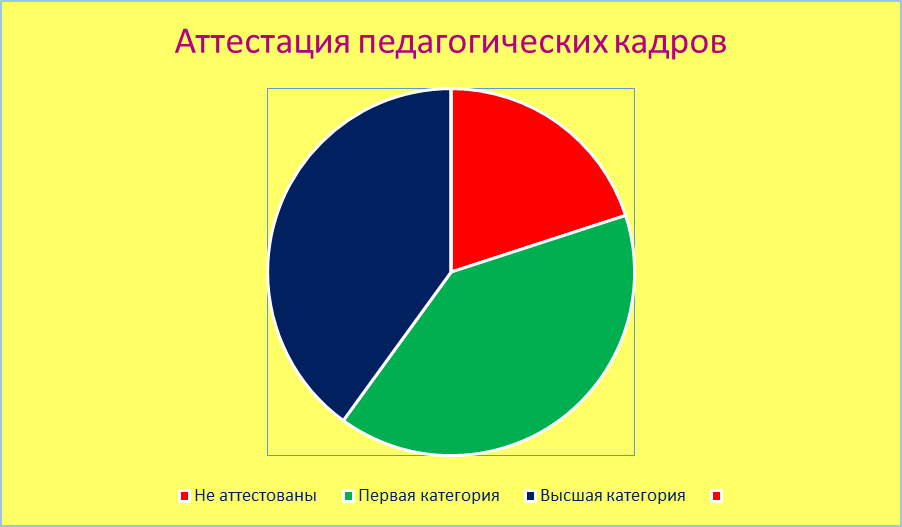 Аттестация педагогических кадров
Не аттестованы Первая категория Высшая категория